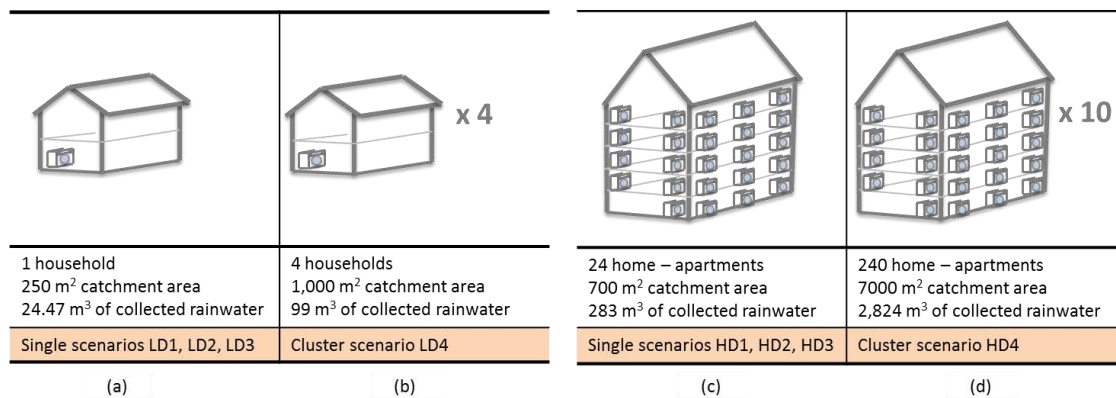 x 4
x 10
1 household
250 m² catchment area
24.47 m³ of collected rainwater
4 households
1,000 m² catchment area
99 m³ of collected rainwater
24 home – apartments
700 m² catchment area
283 m³ of collected rainwater
240 home – apartments
7000 m² catchment area
2,824 m³ of collected rainwater
Single scenarios LD1, LD2, LD3
Cluster scenario LD4
Single scenarios HD1, HD2, HD3
Cluster scenario HD4
(a)
(b)
(c)
(d)